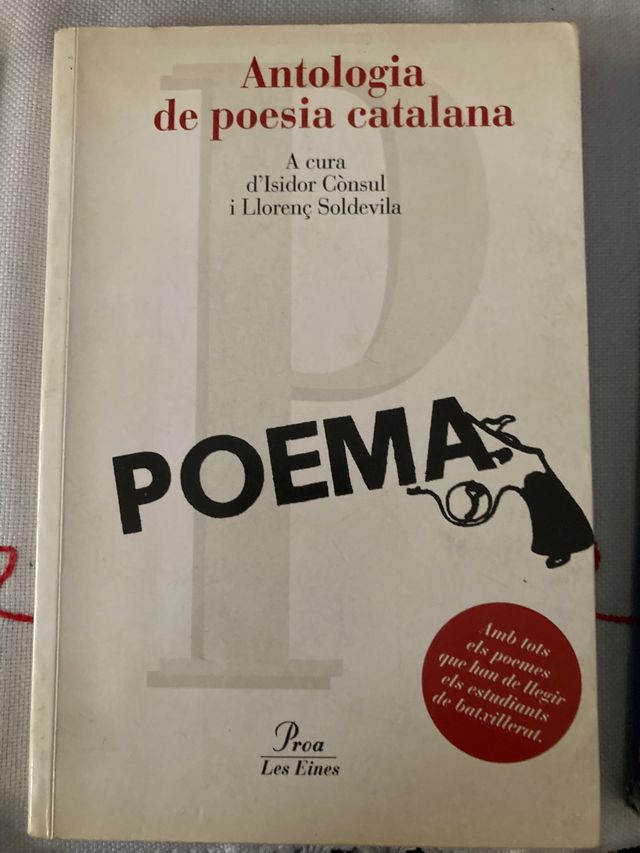 Antologia
de poesia catalana
A cura
d'Isidor Cònsul
i Llorenç Soldevila
P
POEMA
Amb tots
els poemes
que han de llegir
els estudiants
de batxillerat.
Proa
Les Eines